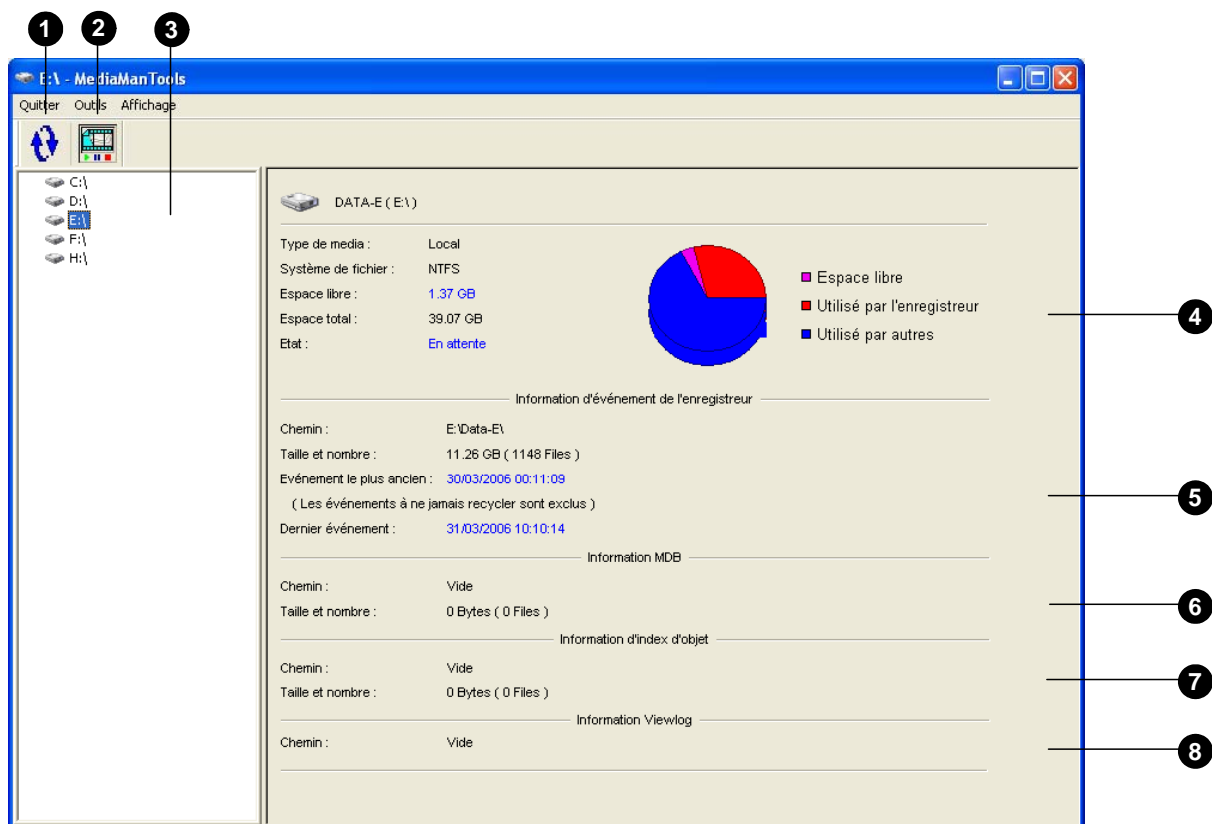 1 2 3
E:\ - MediaManTools
Quitter Outils Affichage
C:\
D:\
E:\
F:\
H:\
DATA-E ( E:\ )
Type de media : Local
Système de fichier : NTFS
Espace libre : 1.37 GB
Espace total : 39.07 GB
Etat : En attente
Espace libre
Utilisé par l'enregistreur
Utilisé par autres
4
Information d'événement de l'enregistreur
Chemin : E:\Data-E\
Taille et nombre : 11.26 GB ( 1148 Files )
Evénement le plus ancien : 30/03/2006 00:11:09
( Les événements à ne jamais recycler sont exclus )
5
Dernier événement : 31/03/2006 10:10:14
Information MDB
Chemin : Vide
Taille et nombre : 0 Bytes ( 0 Files )
6
Information d'index d'objet
Chemin : Vide
Taille et nombre : 0 Bytes ( 0 Files )
7
Information Viewlog
Chemin : Vide
8